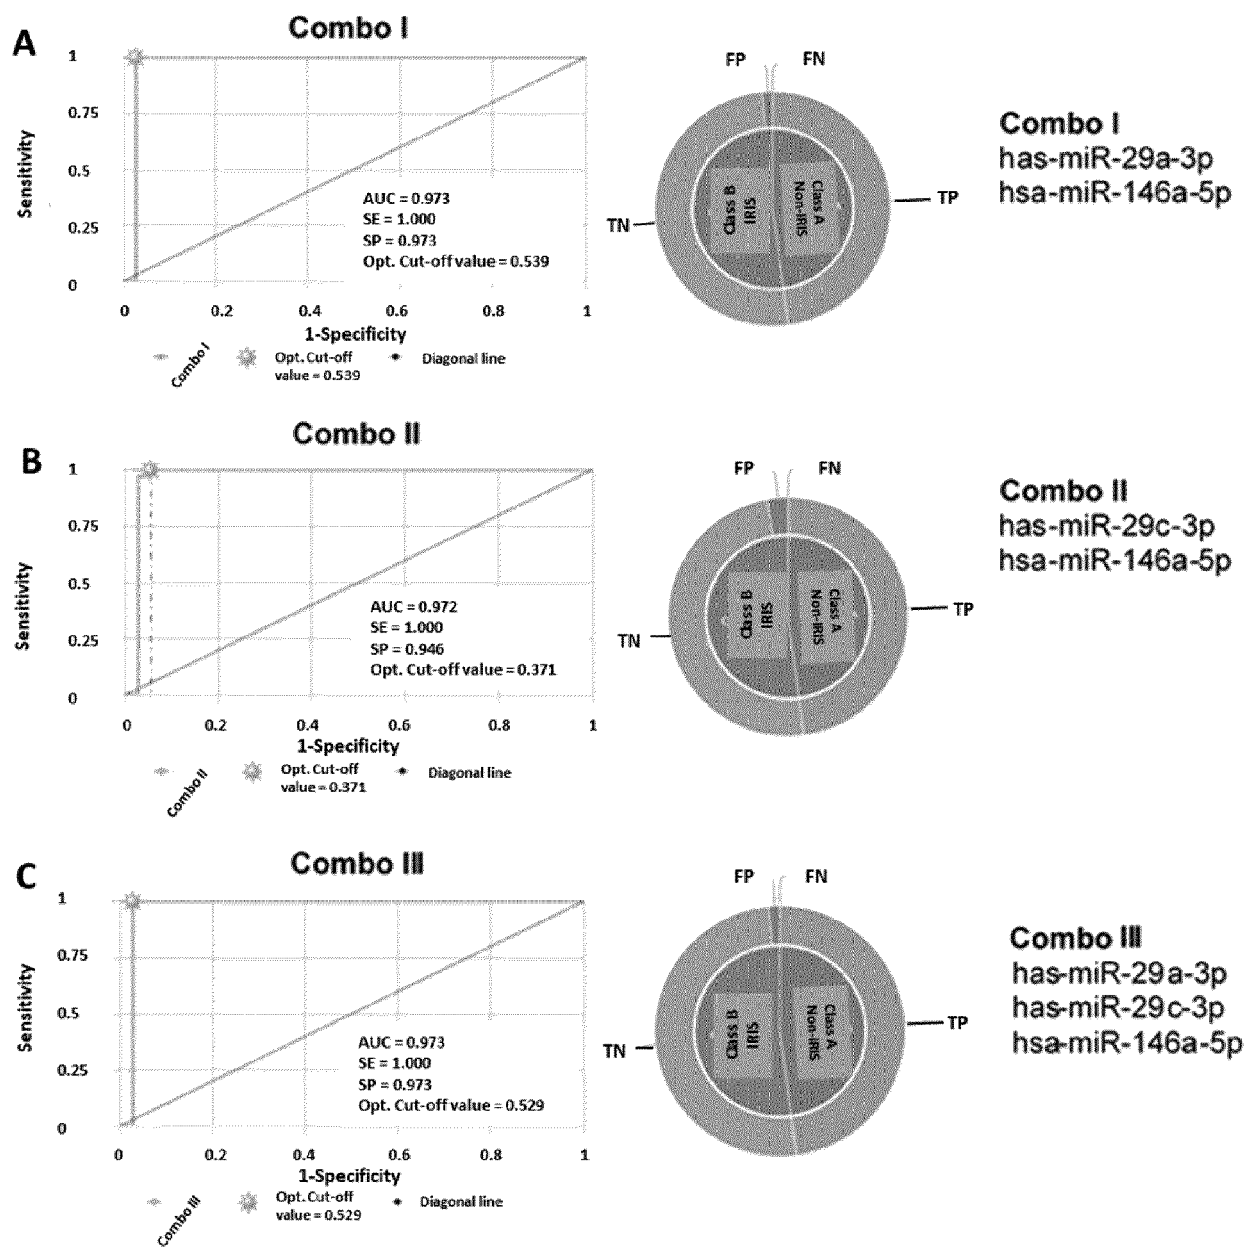 A
Combo I
1
0.75
0.5
0.25
0
Sensitivity
AUC = 0.973
SE = 1.000
SP = 0.973
Opt. Cut-off value = 0.539
0 0.2 0.4 0.6 0.8 1
1-Specificity
Combo I
Opt. Cut-off
value = 0.539
Diagonal line
FP FN
TN
TP
Class B
IRIS
Class A
Non-IRIS
Combo I
has-miR-29a-3p
hsa-miR-146a-5p
B
Combo II
1
0.75
0.5
0.25
0
Sensitivity
AUC = 0.972
SE = 1.000
SP = 0.946
Opt. Cut-off value = 0.371
0 0.2 0.4 0.6 0.8 1
1-Specificity
Combo II
Opt. Cut-off
value = 0.371
Diagonal line
FP FN
TN
TP
Class B
IRIS
Class A
Non-IRIS
Combo II
has-miR-29c-3p
hsa-miR-146a-5p
C
Combo III
1
0.75
0.5
0.25
0
Sensitivity
AUC = 0.973
SE = 1.000
SP = 0.973
Opt. Cut-off value = 0.529
0 0.2 0.4 0.6 0.8 1
1-Specificity
Combo III
Opt. Cut-off
value = 0.529
Diagonal line
FP FN
TN
TP
Class B
IRIS
Class A
Non-IRIS
Combo III
has-miR-29a-3p
has-miR-29c-3p
hsa-miR-146a-5p